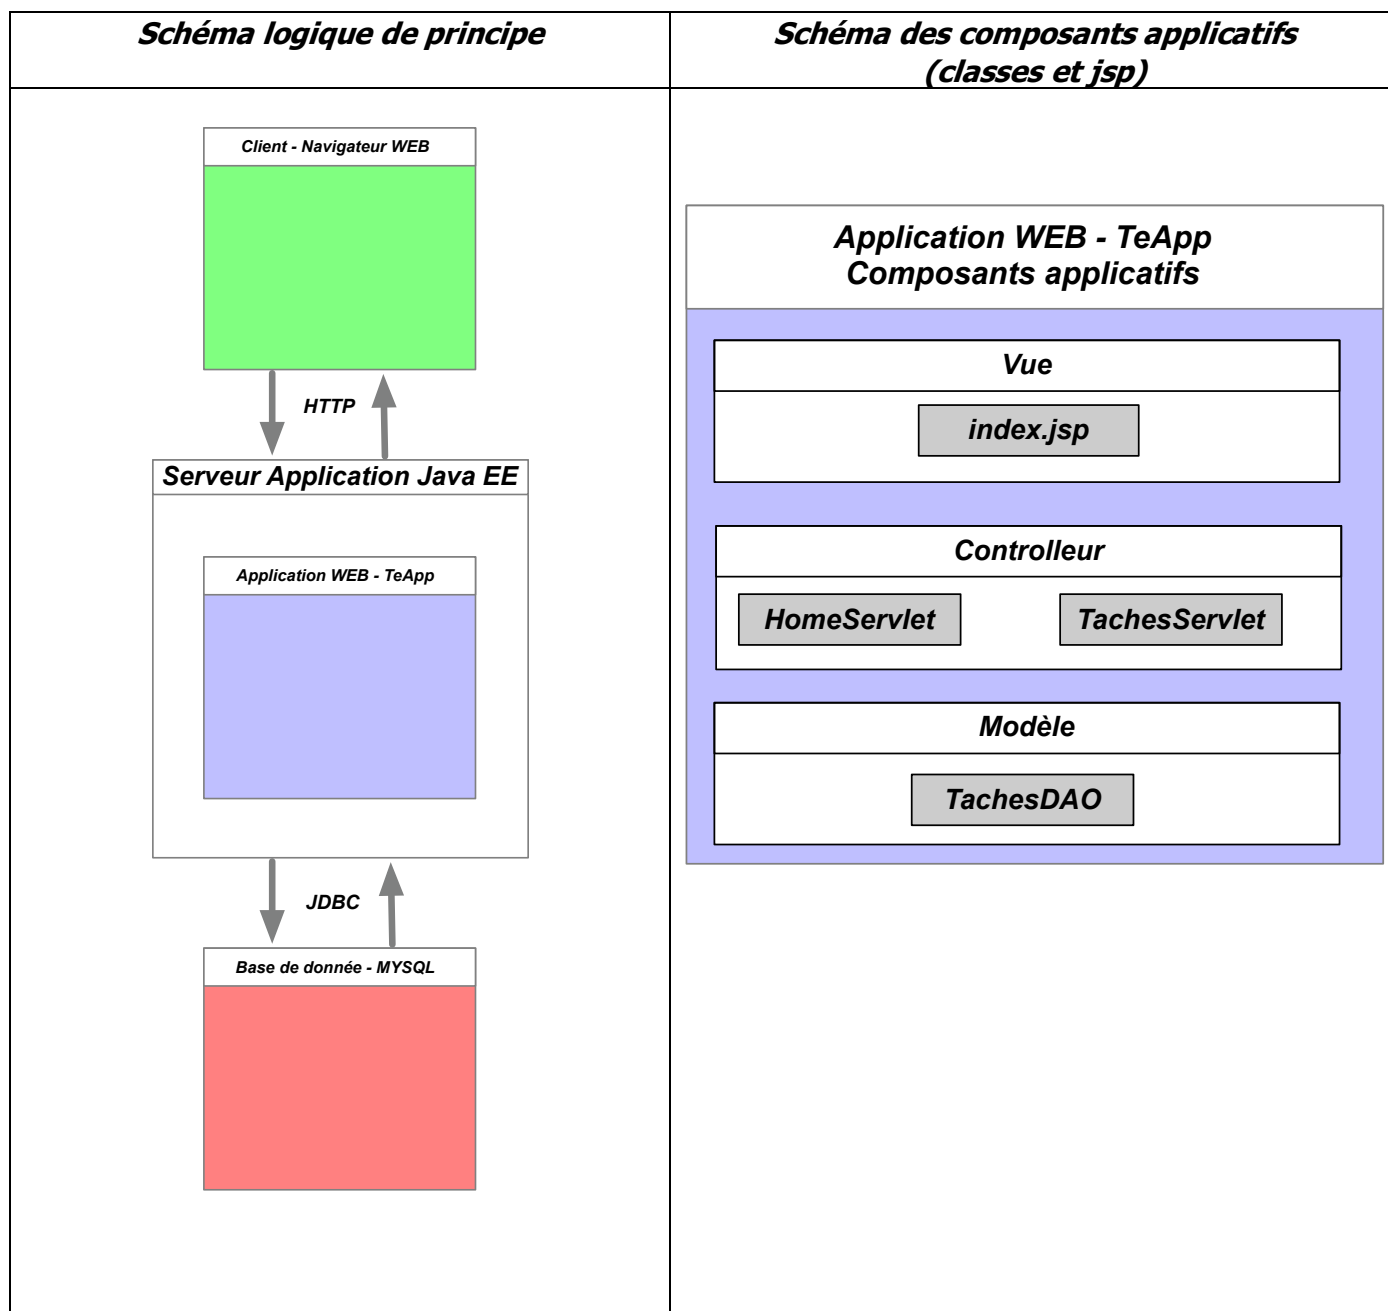 Schéma logique de principe
Schéma des composants applicatifs
(classes et jsp)
Client - Navigateur WEB
HTTP
Serveur Application Java EE
Application WEB - TeApp
JDBC
Base de donnée - MYSQL
Application WEB - TeApp
Composants applicatifs
Vue
index.jsp
Controlleur
HomeServlet
TachesServlet
Modèle
TachesDAO